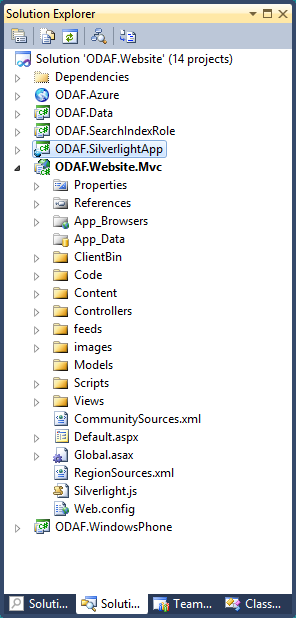 Solution Explorer
Solution 'ODAF.Website' (14 projects)
Dependencies
ODAF.Azure
ODAF.Data
ODAF.SearchIndexRole
ODAF.SilverlightApp
ODAF.Website.Mvc
Properties
References
App_Browsers
App_Data
ClientBin
Code
Content
Controllers
feeds
images
Models
Scripts
Views
CommunitySources.xml
Default.aspx
Global.asax
RegionSources.xml
Silverlight.js
Web.config
ODAF.WindowsPhone
Soluti... Soluti... Team... Class...